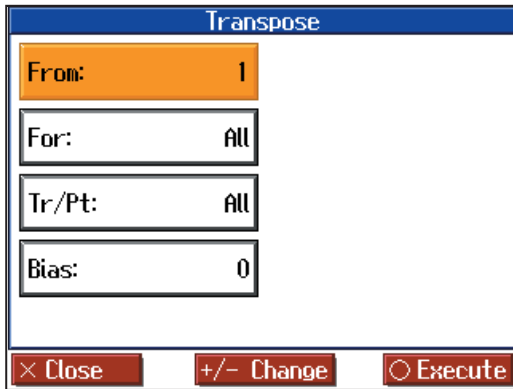 Transpose
From: 1
For: All
Tr/Pt: All
Bias: 0
× Close +/- Change ○ Execute